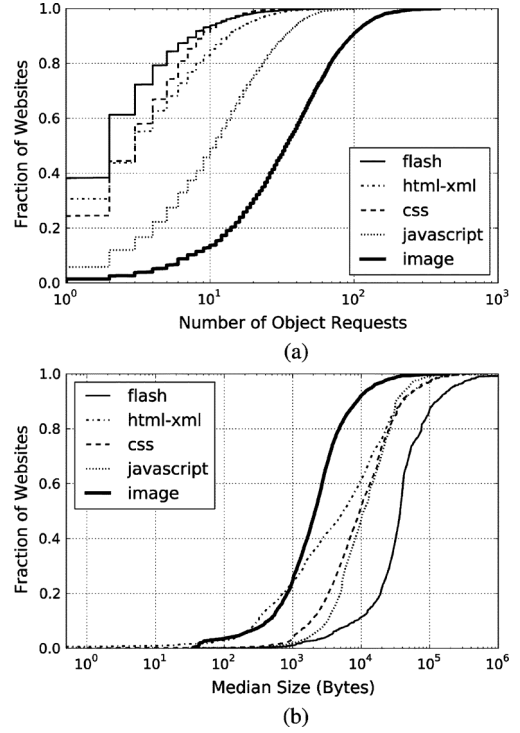 1.0
0.8
0.6
0.4
0.2
0.0
Fraction of Websites
flash
html-xml
css
javascript
image
10^0 10^1 10^2 10^3
Number of Object Requests
(a)
1.0
0.8
0.6
0.4
0.2
0.0
Fraction of Websites
flash
html-xml
css
javascript
image
10^0 10^1 10^2 10^3 10^4 10^5 10^6
Median Size (Bytes)
(b)